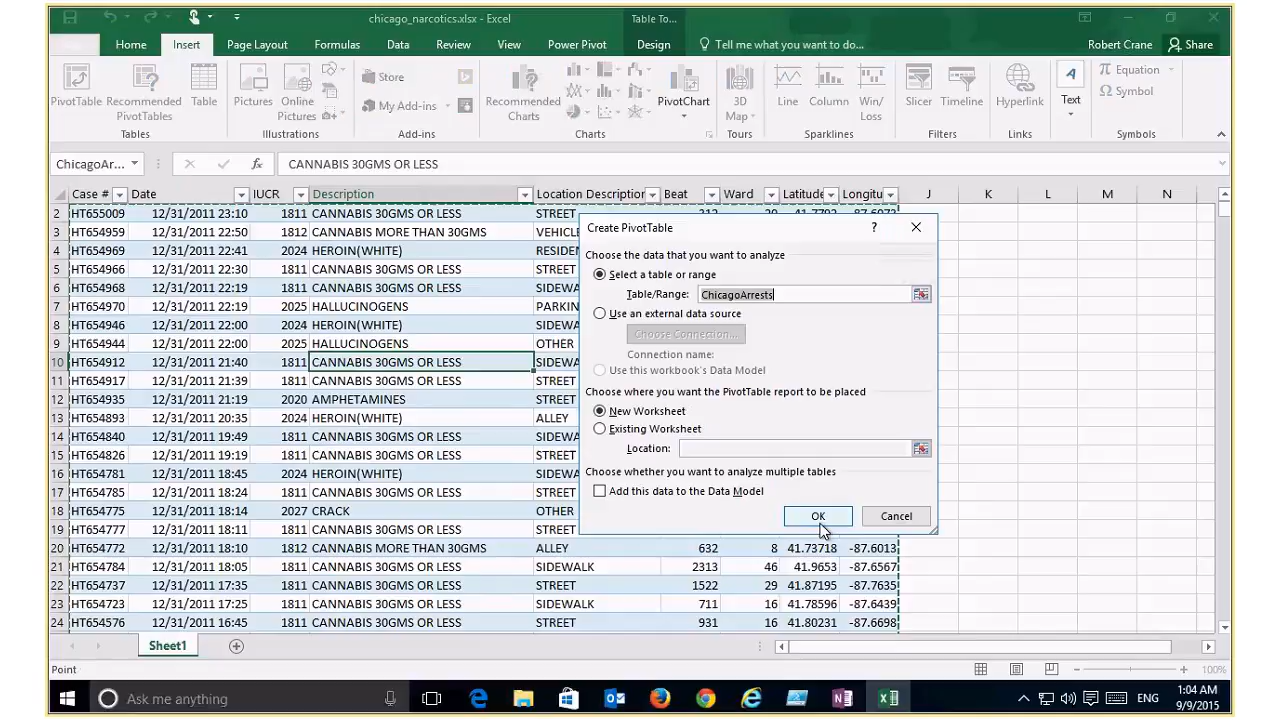 chicago_narcotics.xlsx - Excel
Table To...
Home Insert Page Layout Formulas Data Review View Power Pivot Design Tell me what you want to do... Robert Crane Share
PivotTable Recommended PivotTables Table Pictures Online Pictures Store My Add-ins Recommended Charts PivotChart 3D Map Line Column Win/Loss Slicer Timeline Hyperlink Text Equation Symbol
Tables Illustrations Add-ins Charts Tours Sparklines Filters Links Symbols
ChicagoAr... fx CANNABIS 30GMS OR LESS
Case # Date IUCR Description Location Description Beat Ward Latitude Longitu J K L M N
2 HT655009 12/31/2011 23:10 1811 CANNABIS 30GMS OR LESS STREET
3 HT654959 12/31/2011 22:50 1812 CANNABIS MORE THAN 30GMS VEHICL
4 HT654969 12/31/2011 22:41 2024 HEROIN(WHITE) RESIDEN
5 HT654966 12/31/2011 22:30 1811 CANNABIS 30GMS OR LESS STREET
6 HT654968 12/31/2011 22:19 1811 CANNABIS 30GMS OR LESS SIDEW
7 HT654970 12/31/2011 22:19 2025 HALLUCINOGENS PARKIN
8 HT654946 12/31/2011 22:00 2024 HEROIN(WHITE) SIDEW
9 HT654944 12/31/2011 22:00 2025 HALLUCINOGENS OTHER
10 HT654912 12/31/2011 21:40 1811 CANNABIS 30GMS OR LESS SIDEWA
11 HT654917 12/31/2011 21:39 1811 CANNABIS 30GMS OR LESS STREET
12 HT654935 12/31/2011 21:19 2020 AMPHETAMINES STREET
13 HT654893 12/31/2011 20:35 2024 HEROIN(WHITE) ALLEY
14 HT654840 12/31/2011 19:49 1811 CANNABIS 30GMS OR LESS SIDEW
15 HT654826 12/31/2011 19:19 1811 CANNABIS 30GMS OR LESS STREET
16 HT654781 12/31/2011 18:45 2024 HEROIN(WHITE) SIDEW
17 HT654785 12/31/2011 18:24 1811 CANNABIS 30GMS OR LESS STREET
18 HT654775 12/31/2011 18:14 2027 CRACK OTHER
19 HT654777 12/31/2011 18:11 1811 CANNABIS 30GMS OR LESS STREET
20 HT654772 12/31/2011 18:10 1812 CANNABIS MORE THAN 30GMS ALLEY 632 8 41.73718 -87.6013
21 HT654784 12/31/2011 18:05 1811 CANNABIS 30GMS OR LESS SIDEWALK 2313 46 41.9653 -87.6567
22 HT654737 12/31/2011 17:35 1811 CANNABIS 30GMS OR LESS STREET 1522 29 41.87195 -87.7635
23 HT654723 12/31/2011 17:25 1811 CANNABIS 30GMS OR LESS SIDEWALK 711 16 41.78596 -87.6439
24 HT654576 12/31/2011 16:45 1811 CANNABIS 30GMS OR LESS STREET 931 16 41.80231 -87.6698
Create PivotTable ?
Choose the data that you want to analyze
Select a table or range
Table/Range: ChicagoArrests
Use an external data source
Choose Connection...
Connection name:
Use this workbook's Data Model
Choose where you want the PivotTable report to be placed
New Worksheet
Existing Worksheet
Location:
Choose whether you want to analyze multiple tables
Add this data to the Data Model
OK Cancel
Sheet1
Point 100%
Ask me anything ENG 1:04 AM
9/9/2015